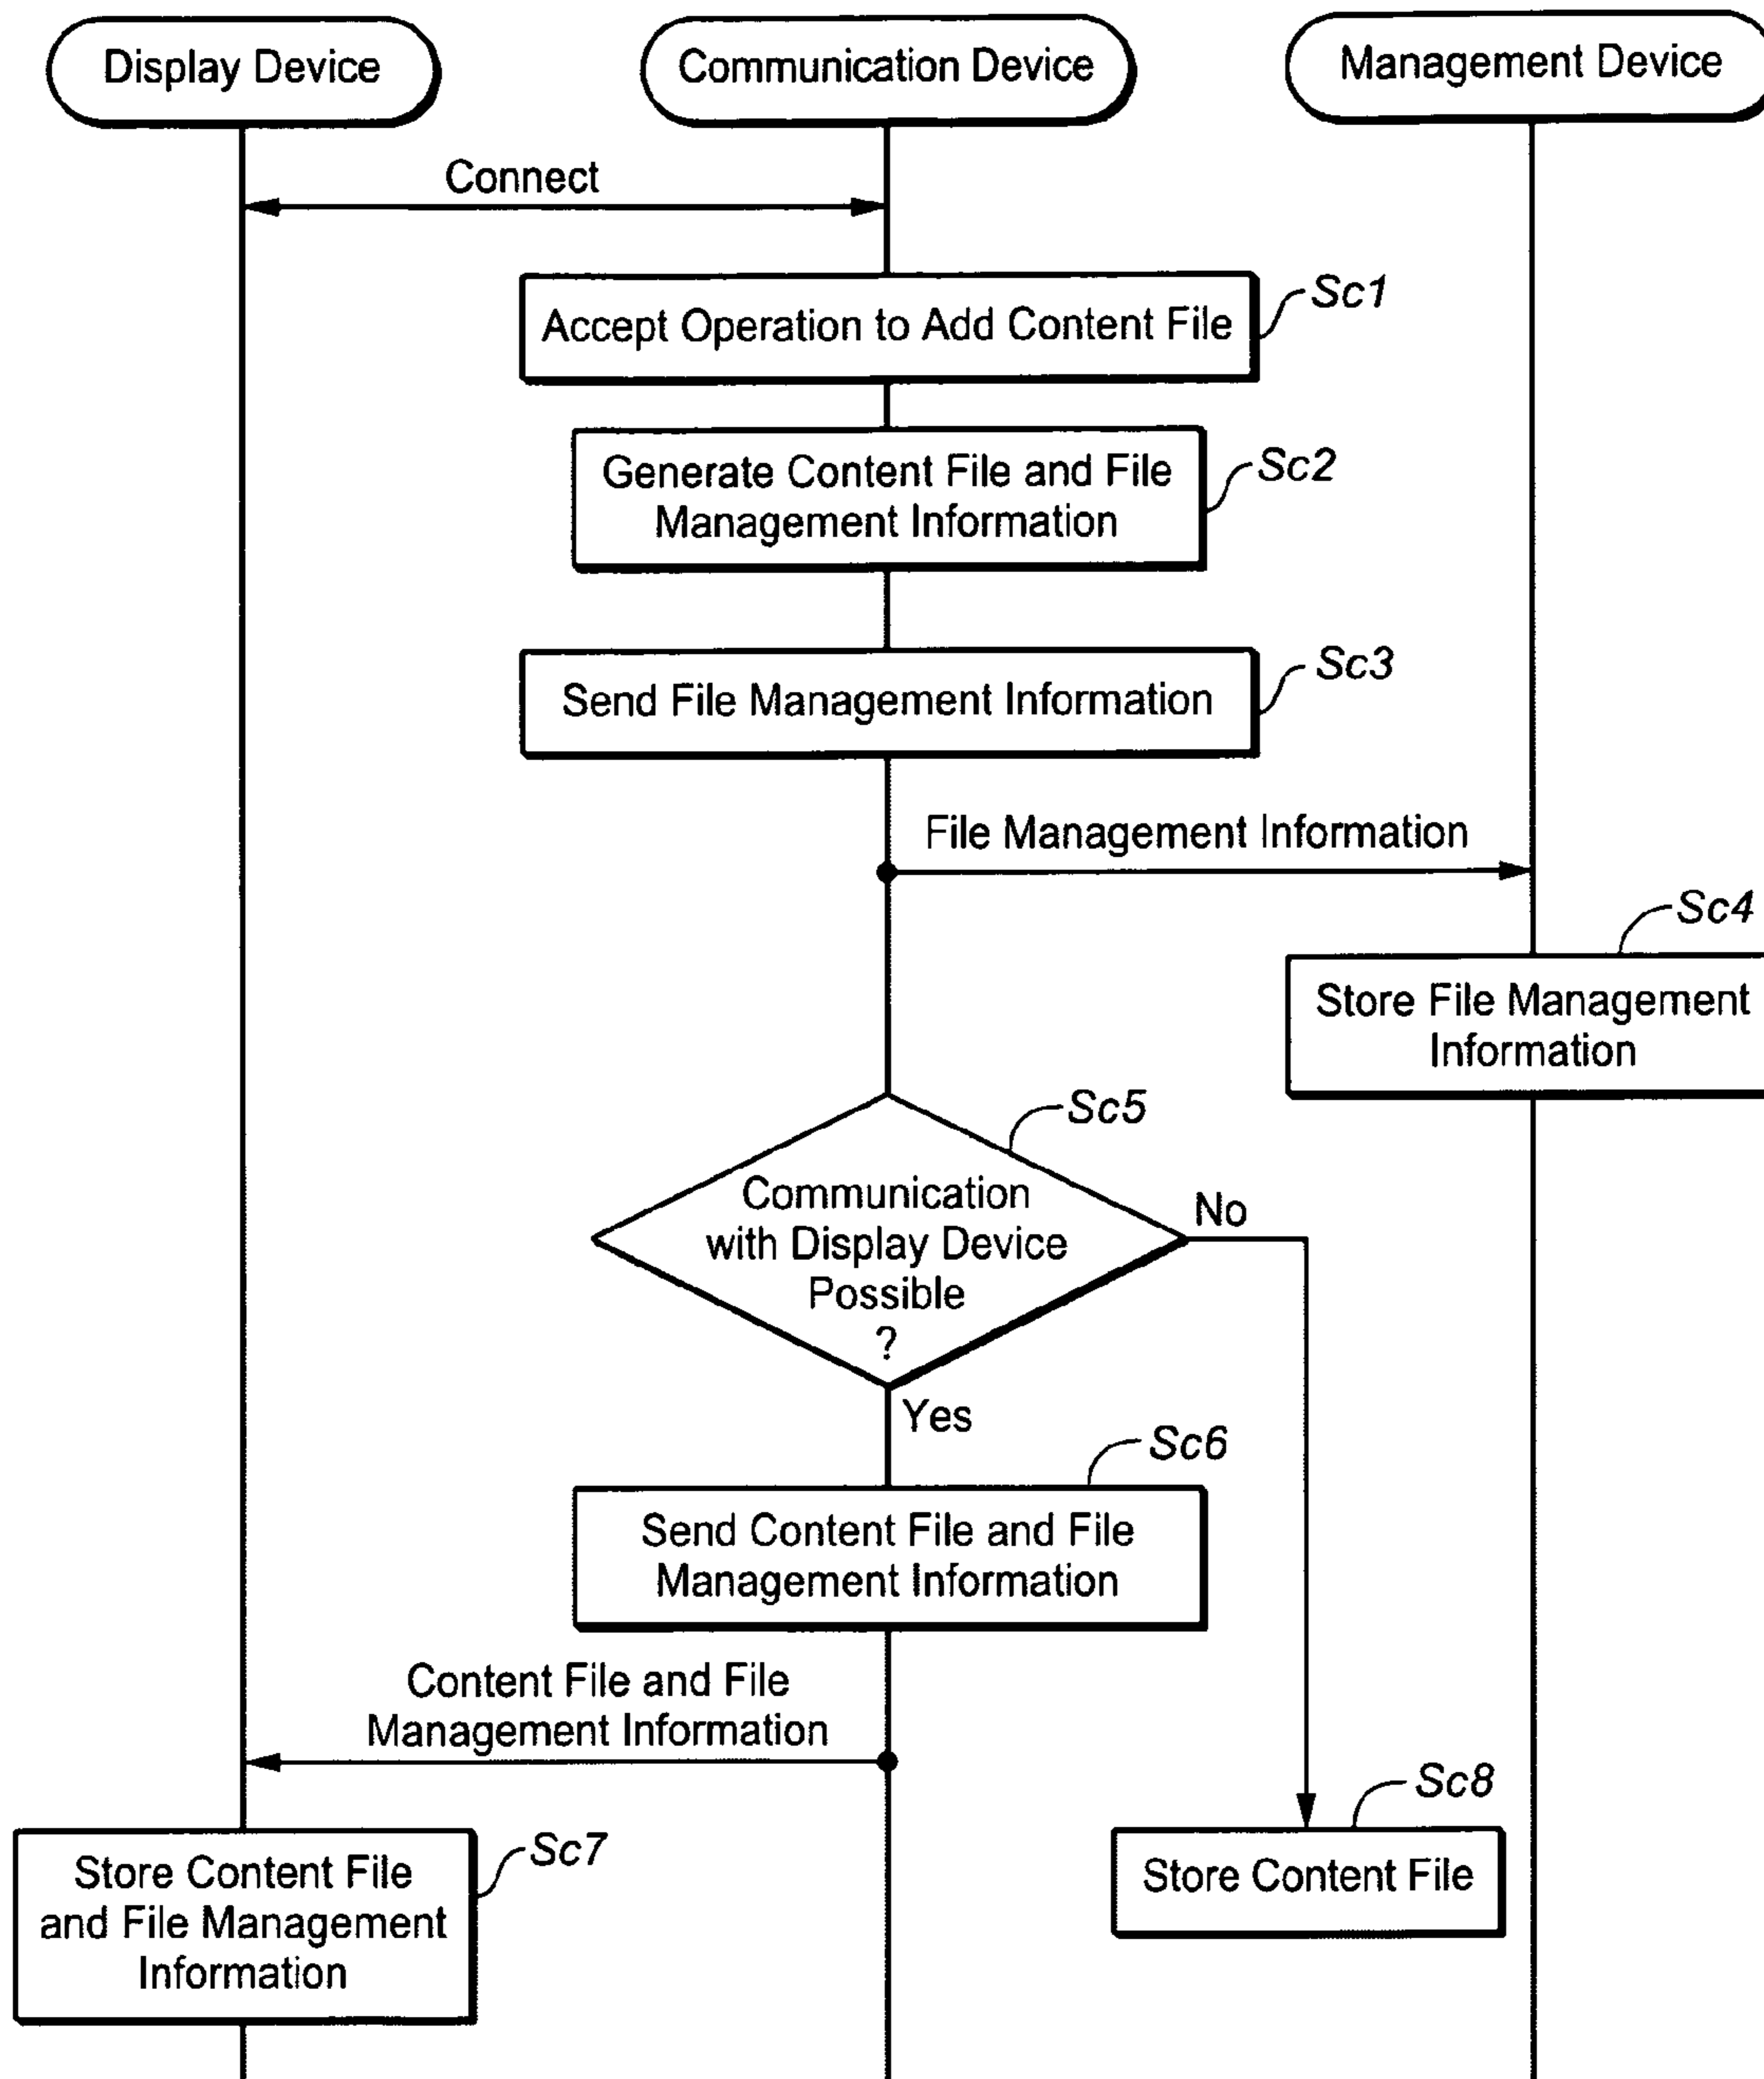 Display Device
Communication Device
Management Device
Connect
Sc1
Accept Operation to Add Content File
Sc2
Generate Content File and File
Management Information
Sc3
Send File Management Information
File Management Information
Sc4
Store File Management
Information
Sc5
Communication
with Display Device
Possible
?
No
Yes
Sc6
Send Content File and File
Management Information
Content File and File
Management Information
Sc7
Store Content File
and File Management
Information
Sc8
Store Content File